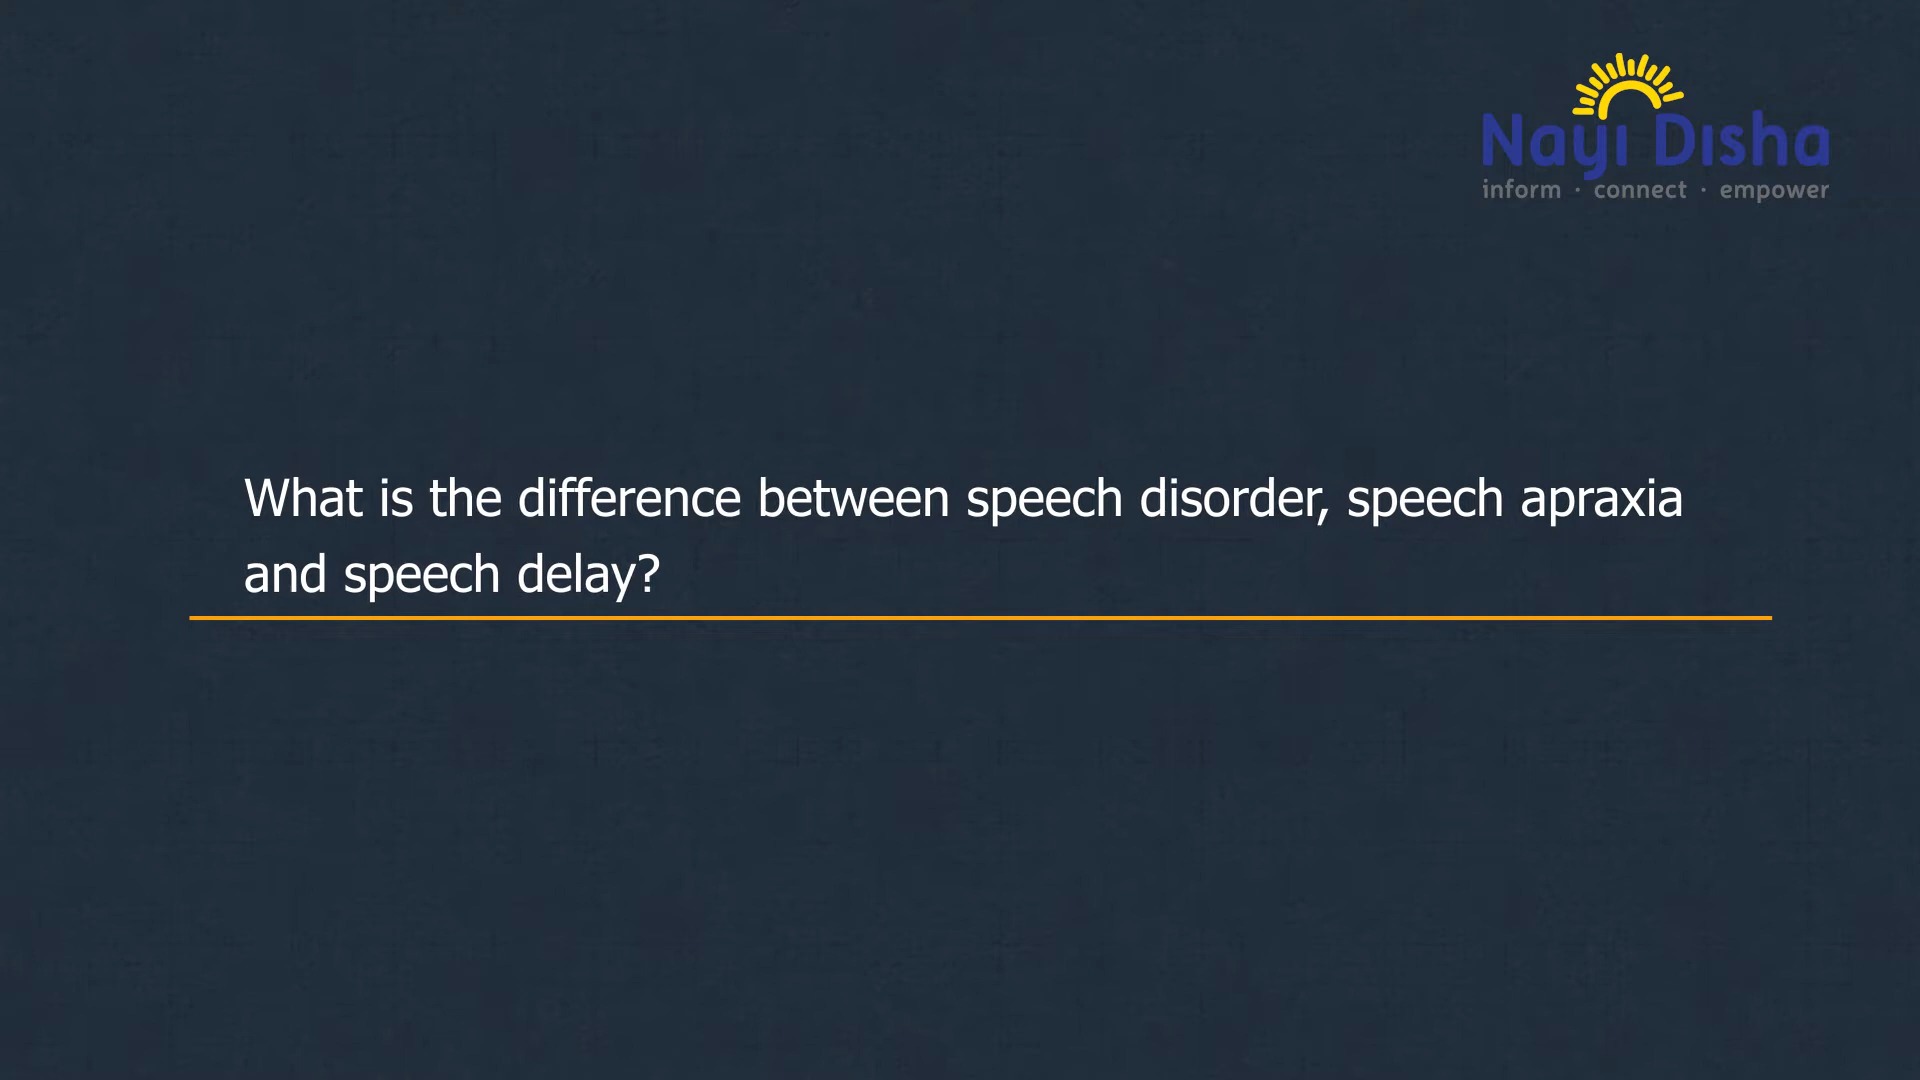 Nayi Disha
inform · connect · empower
What is the difference between speech disorder, speech apraxia
and speech delay?